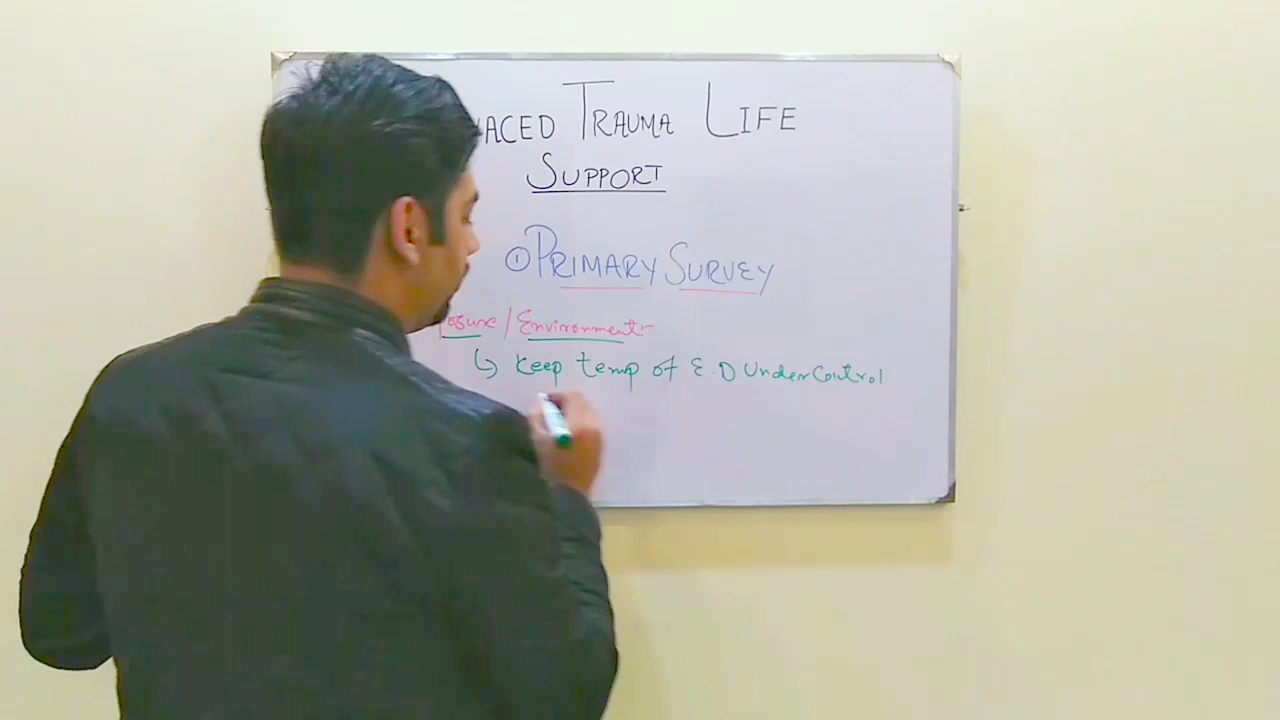 ACED TRAUMA LIFE
SUPPORT
① PRIMARY SURVEY
osure / Environment
↳ Keep temp of E.D Under Control